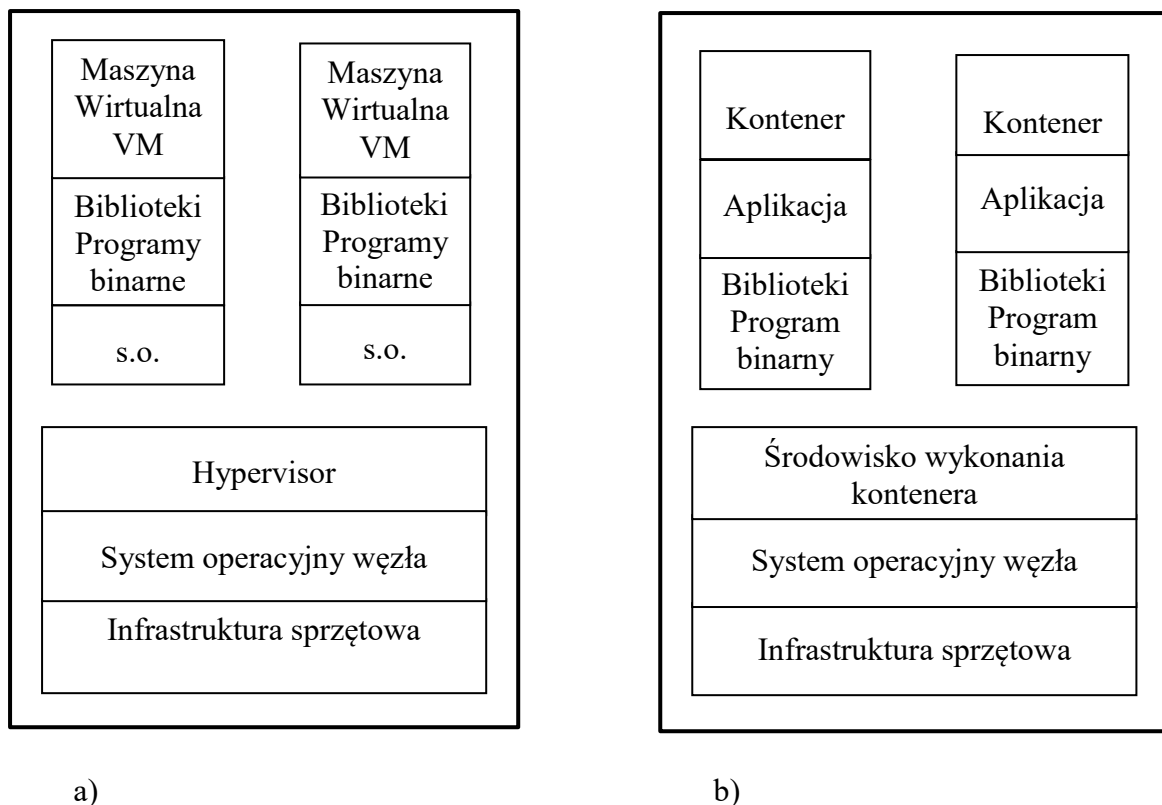 Maszyna
Wirtualna
VM
Biblioteki
Programy
binarne
s.o.
Maszyna
Wirtualna
VM
Biblioteki
Programy
binarne
s.o.
Hypervisor
System operacyjny węzła
Infrastruktura sprzętowa
a)
Kontener
Aplikacja
Biblioteki
Program
binarny
Kontener
Aplikacja
Biblioteki
Program
binarny
Środowisko wykonania
kontenera
System operacyjny węzła
Infrastruktura sprzętowa
b)